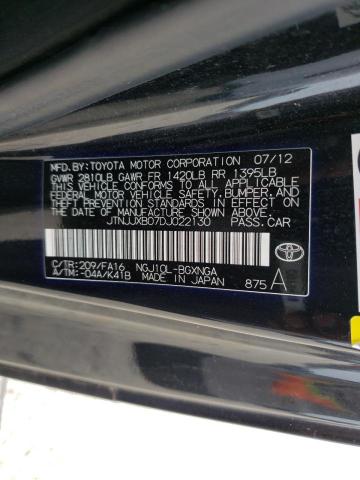 MFD. BY: TOYOTA MOTOR CORPORATION 07/12
GVWR 2810LB GAWR FR 1420LB RR 1395LB
THIS VEHICLE CONFORMS TO ALL APPLICABLE
FEDERAL MOTOR VEHICLE SAFETY, BUMPER, AND
THEFT PREVENTION STANDARDS IN EFFECT ON
THE DATE OF MANUFACTURE SHOWN ABOVE.
JTNJJXB07DJ022130 PASS.CAR
C/TR: 209/FA16 NGJ10L-BGXNGA
A/TM: -04A/K41B MADE IN JAPAN 875 A